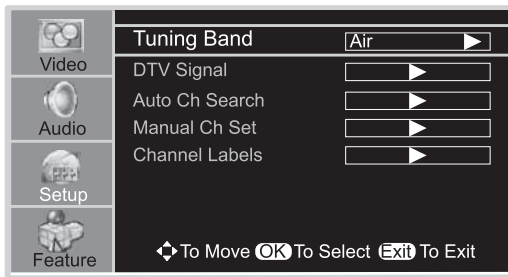 Video
Audio
Setup
Feature
Tuning Band Air
DTV Signal
Auto Ch Search
Manual Ch Set
Channel Labels
To Move OK To Select Exit To Exit